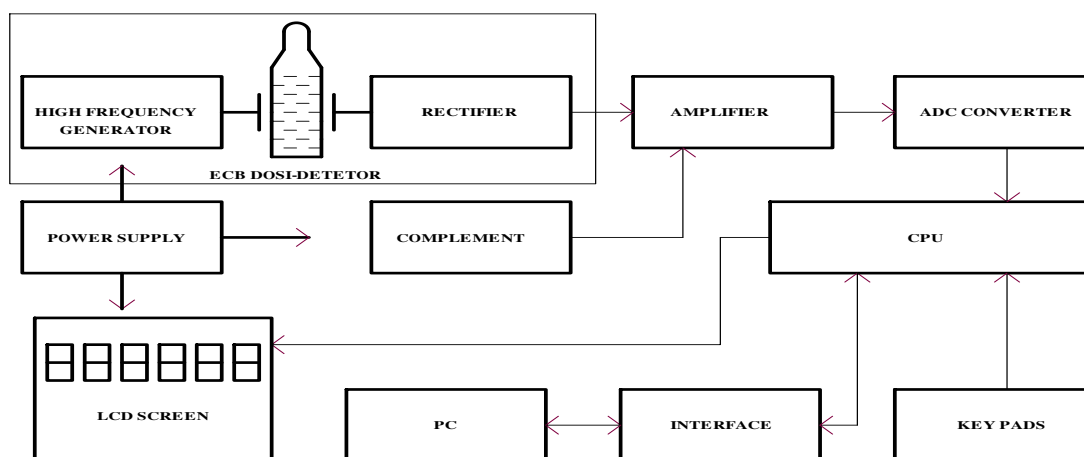 HIGH FREQUENCY
GENERATOR
RECTIFIER
AMPLIFIER
ADC CONVERTER
ECB DOSI-DETETOR
POWER SUPPLY
COMPLEMENT
CPU
LCD SCREEN
PC
INTERFACE
KEY PADS